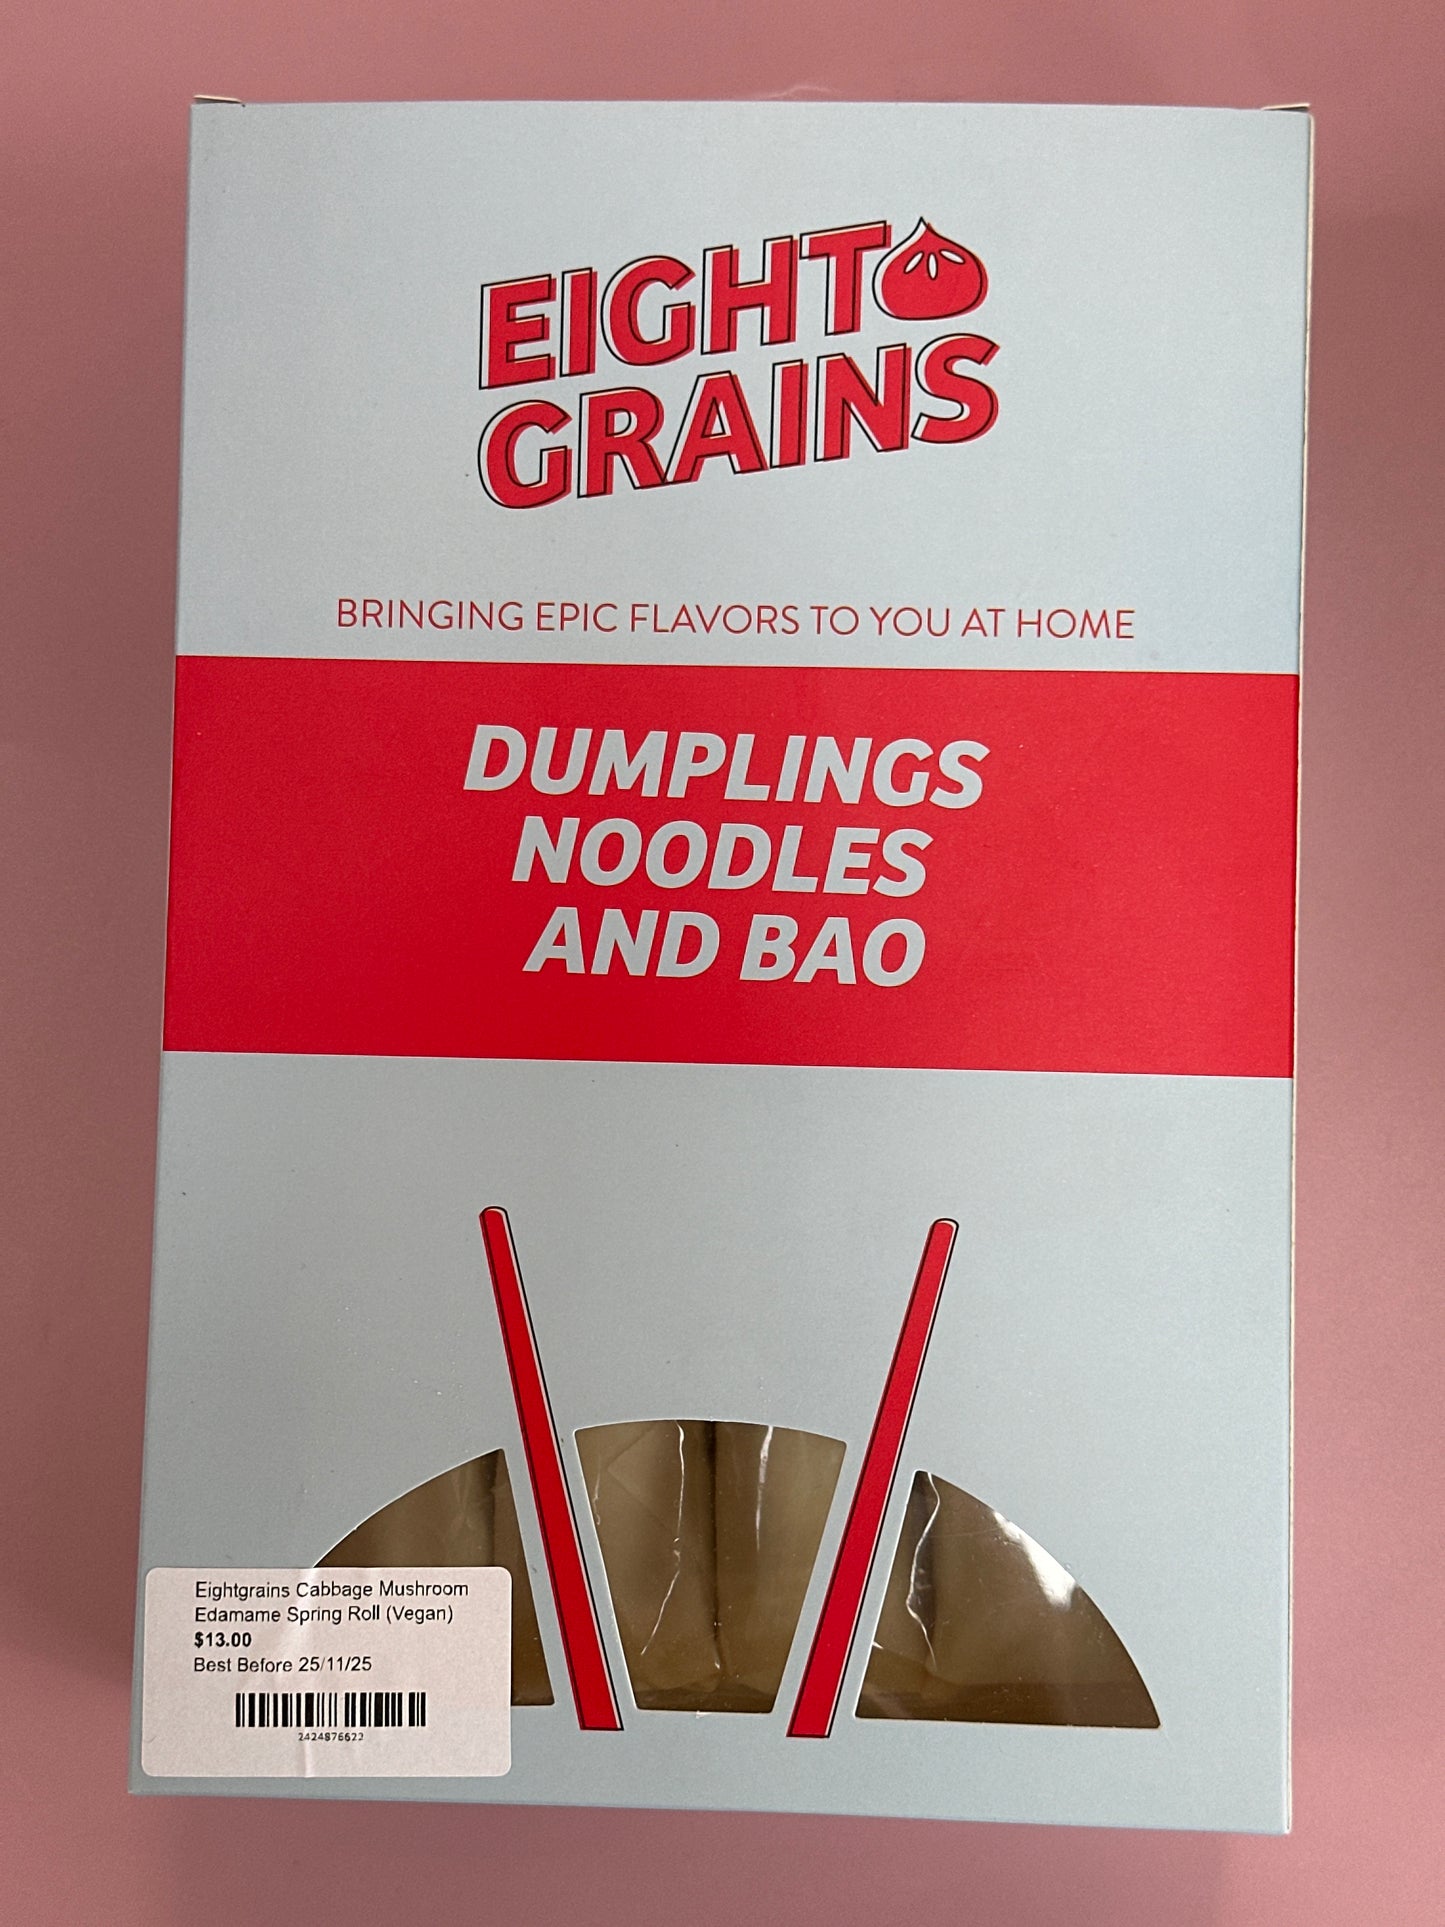 EIGHT
GRAINS
BRINGING EPIC FLAVORS TO YOU AT HOME
DUMPLINGS
NOODLES
AND BAO
Eightgrains Cabbage Mushroom
Edamame Spring Roll (Vegan)
$13.00
Best Before 25/11/25
2424876622